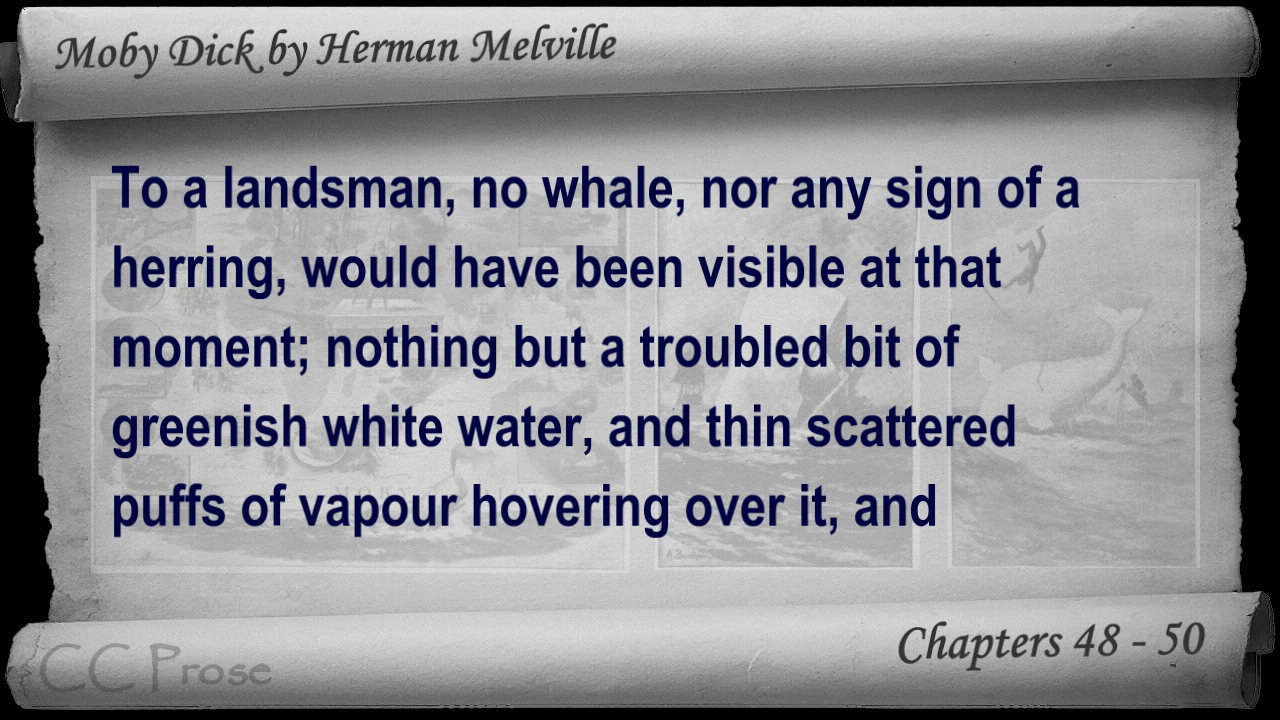 Moby Dick by Herman Melville
To a landsman, no whale, nor any sign of a
herring, would have been visible at that
moment; nothing but a troubled bit of
greenish white water, and thin scattered
puffs of vapour hovering over it, and
Chapters 48 - 50
CC Prose